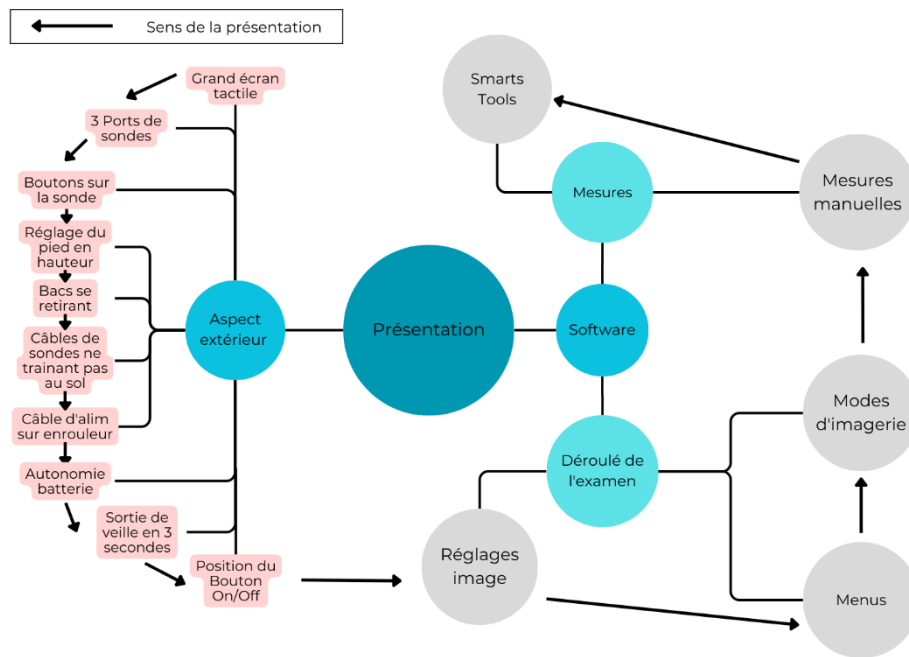 Sens de la présentation
Grand écran
tactile
3 Ports de
sondes
Boutons sur
la sonde
Réglage du
pied en
hauteur
Bacs se
retirant
Câbles de
sondes ne
trainant pas
au sol
Câble d'alim
sur enrouleur
Autonomie
batterie
Sortie de
veille en 3
secondes
Position du
Bouton
On/Off
Aspect
extérieur
Présentation
Software
Mesures
Smarts
Tools
Mesures
manuelles
Déroulé de
l'examen
Réglages
image
Modes
d'imagerie
Menus